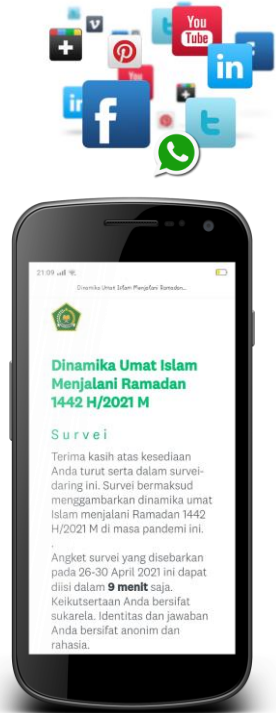 You
Tube
in
f
t
21:09
Dinamika Umat Islam Menjalani Ramadan...
Dinamika Umat Islam
Menjalani Ramadan
1442 H/2021 M
Survei
Terima kasih atas kesediaan
Anda turut serta dalam survei-
daring ini. Survei bermaksud
menggambarkan dinamika umat
Islam menjalani Ramadan 1442
H/2021 M di masa pandemi ini.
.
Angket survei yang disebarkan
pada 26-30 April 2021 ini dapat
diisi dalam 9 menit saja.
Keikutsertaan Anda bersifat
sukarela. Identitas dan jawaban
Anda bersifat anonim dan
rahasia.